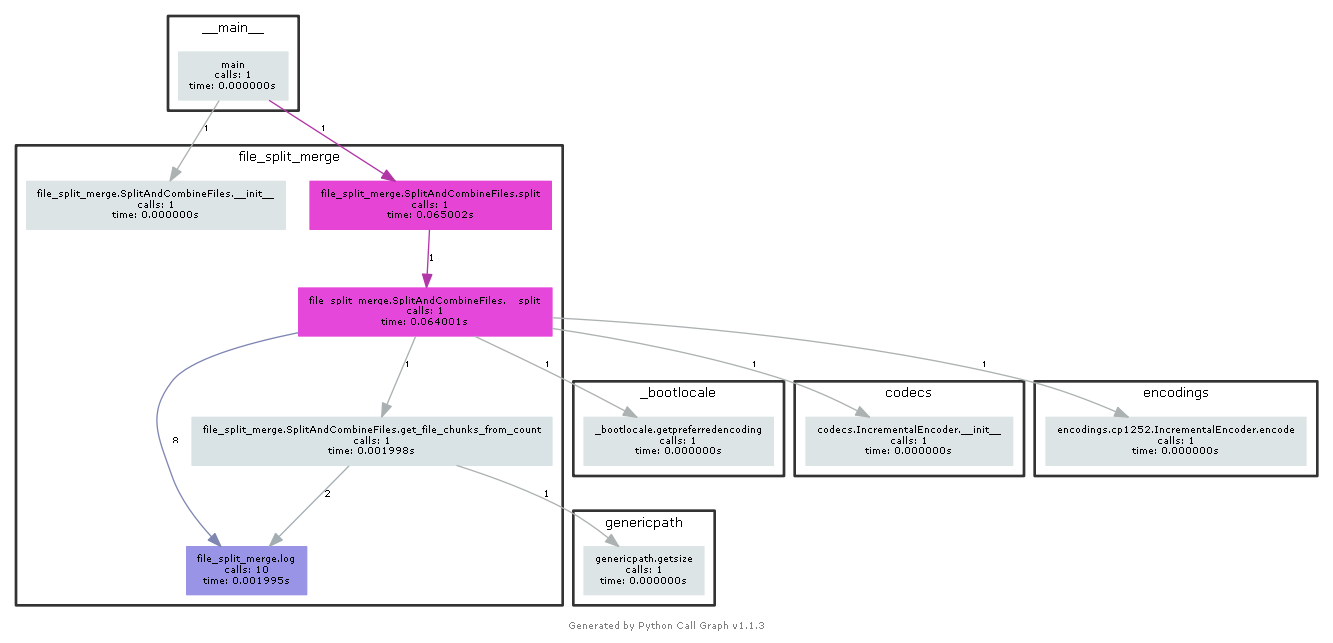 __main__
main
calls: 1
time: 0.000000s
1
1
file_split_merge
file_split_merge.SplitAndCombineFiles.__init__
calls: 1
time: 0.000000s
file_split_merge.SplitAndCombineFiles.split
calls: 1
time: 0.065002s
1
file_split_merge.SplitAndCombineFiles.__split
calls: 1
time: 0.064001s
1
1
1
1
8
_bootlocale
codecs
encodings
file_split_merge.SplitAndCombineFiles.get_file_chunks_from_count
calls: 1
time: 0.001998s
_bootlocale.getpreferredencoding
calls: 1
time: 0.000000s
codecs.IncrementalEncoder.__init__
calls: 1
time: 0.000000s
encodings.cp1252.IncrementalEncoder.encode
calls: 1
time: 0.000000s
2
1
genericpath
file_split_merge.log
calls: 10
time: 0.001995s
genericpath.getsize
calls: 1
time: 0.000000s
Generated by Python Call Graph v1.1.3